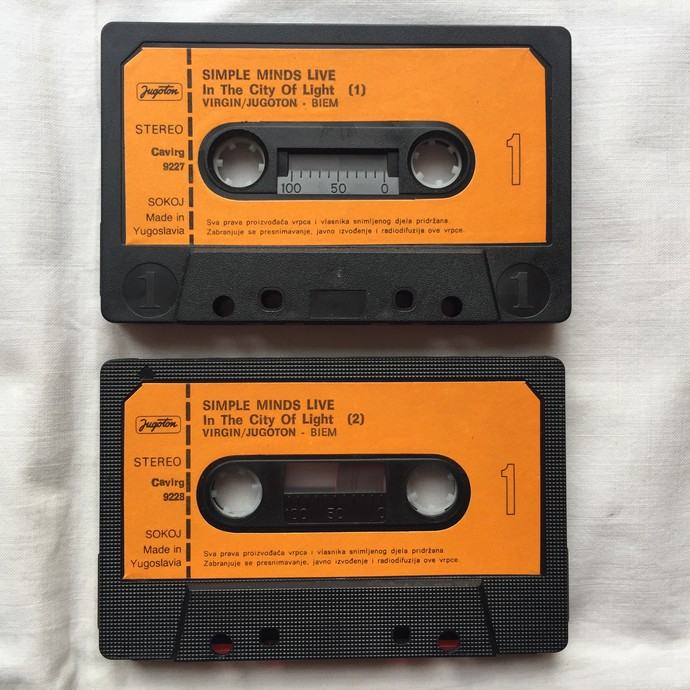 SIMPLE MINDS LIVE
In The City Of Light (1)
VIRGIN/JUGOTON - BIEM
Jugoton
STEREO
Cavirg
9227
SOKOJ
Made in
Yugoslavia
1
100 50 0
Sva prava proizvođača vrpca i vlasnika snimljenog djela pridržana.
Zabranjuje se presnimavanje, javno izvođenje i radiodifuzija ove vrpce.
1
1
SIMPLE MINDS LIVE
In The City Of Light (2)
VIRGIN/JUGOTON - BIEM
Jugoton
STEREO
Cavirg
9228
SOKOJ
Made in
Yugoslavia
1
100 50 0
Sva prava proizvođača vrpca i vlasnika snimljenog djela pridržana.
Zabranjuje se presnimavanje, javno izvođenje i radiodifuzija ove vrpce.